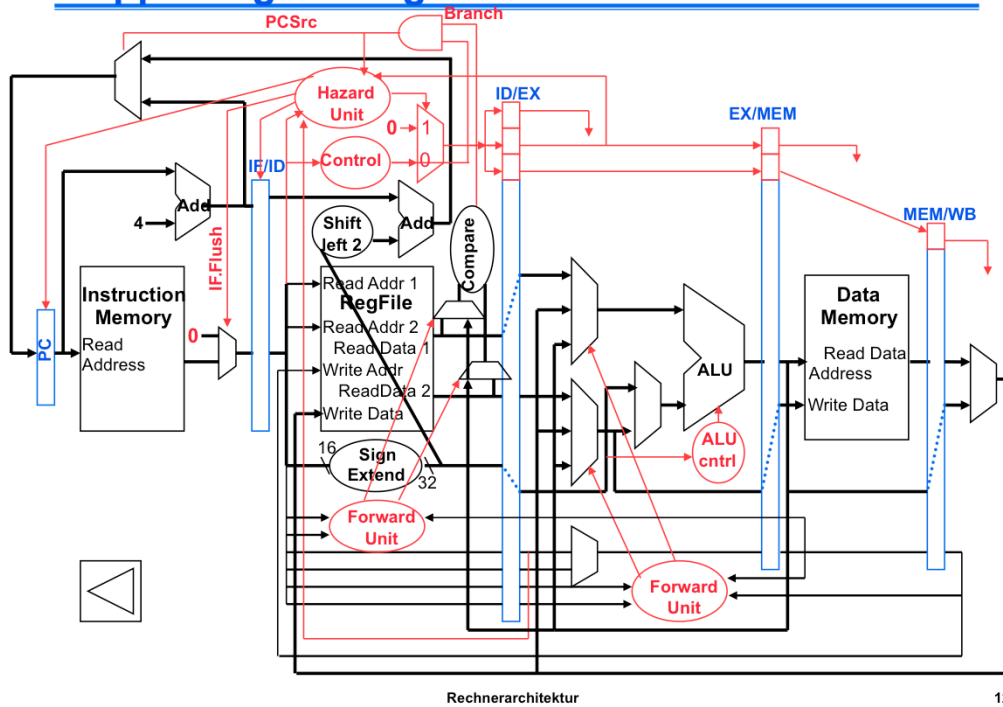 PCSrc
Branch
Hazard
Unit
ID/EX
EX/MEM
0
1
0
Control
IF/ID
MEM/WB
Add
4
Shift
left 2
Add
Compare
IF.Flush
Instruction
Memory
Read
Address
PC
0
Read Addr 1
RegFile
Read Addr 2
Read Data 1
Write Addr
ReadData 2
Write Data
ALU
Data
Memory
Read Data
Address
Write Data
16
Sign
Extend
32
ALU
cntrl
Forward
Unit
Forward
Unit
Rechnerarchitektur